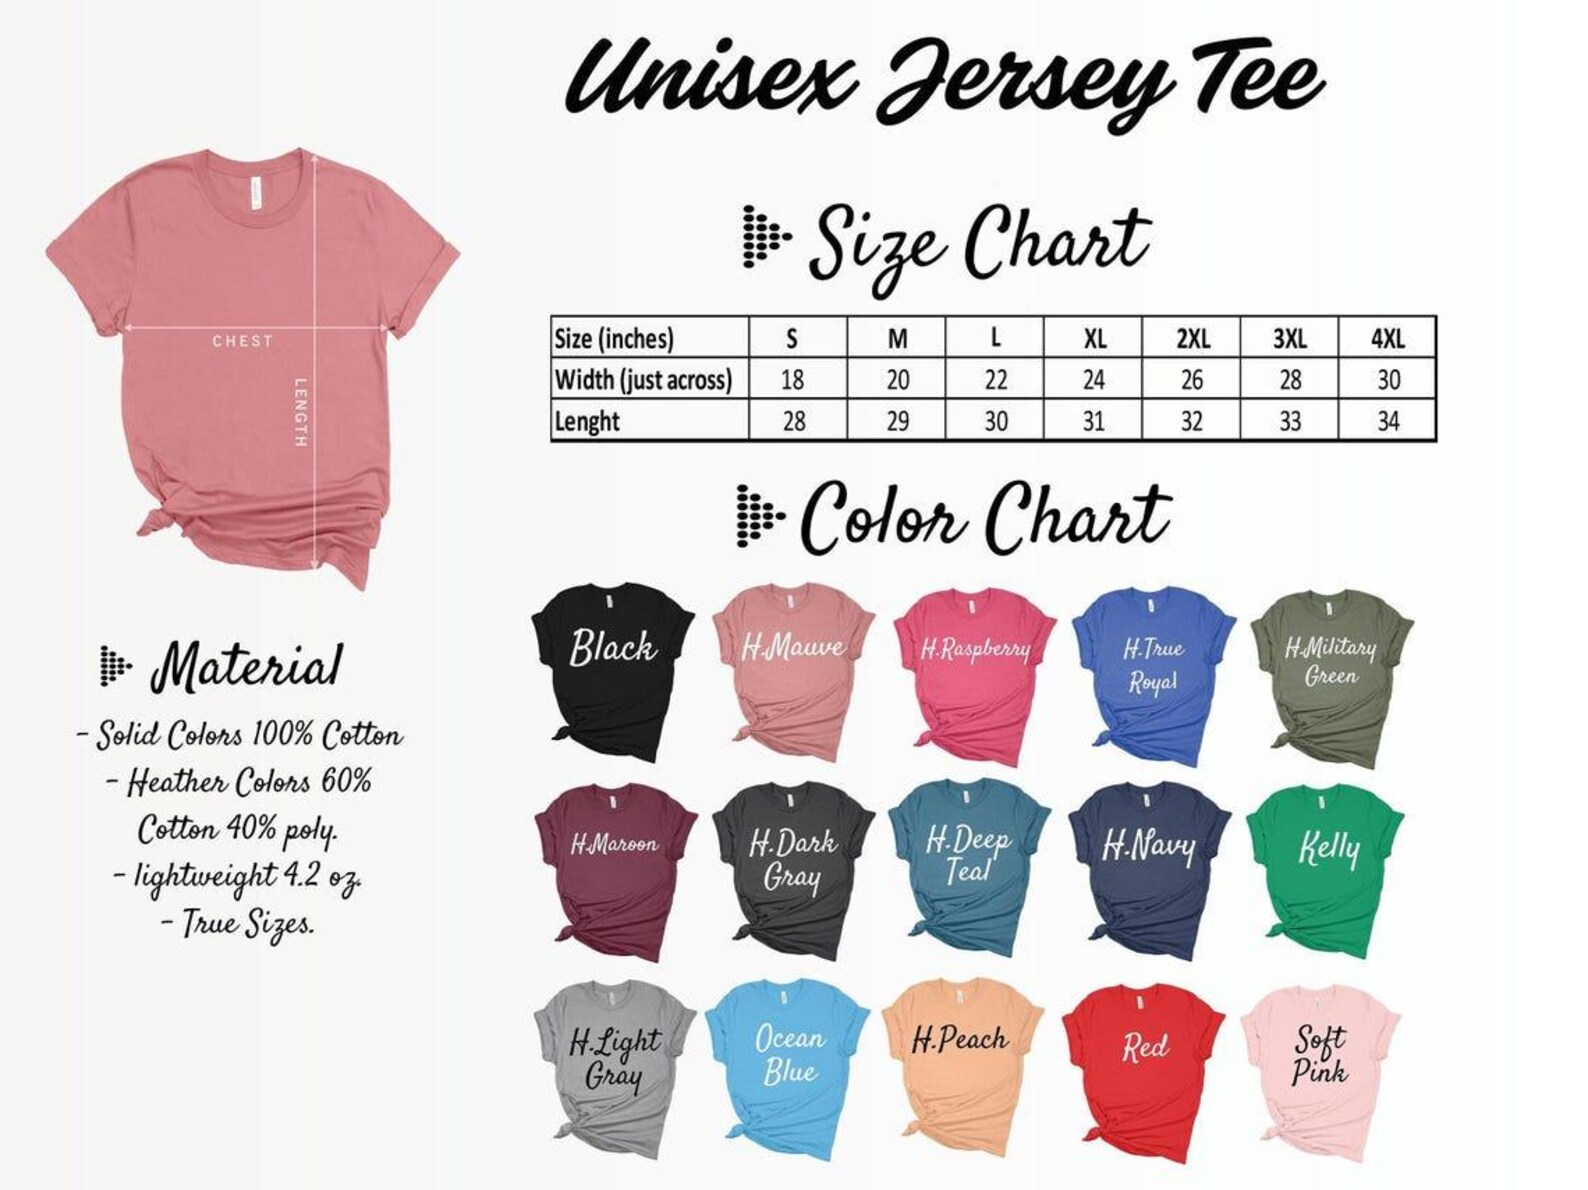 Unisex Jersey Tee
Size Chart
Size (inches) S M L XL 2XL 3XL 4XL
Width (just across) 18 20 22 24 26 28 30
Lenght 28 29 30 31 32 33 34
CHEST
LENGTH
Material
- Solid Colors 100% Cotton
- Heather Colors 60%
Cotton 40% poly.
- lightweight 4.2 oz.
- True Sizes.
Color Chart
Black
H.Mauve
H.Raspberry
H.True
Royal
H.Military
Green
H.Maroon
H.Dark
Gray
H.Deep
Teal
H.Navy
Kelly
H.Light
Gray
Ocean
Blue
H.Peach
Red
Soft
Pink